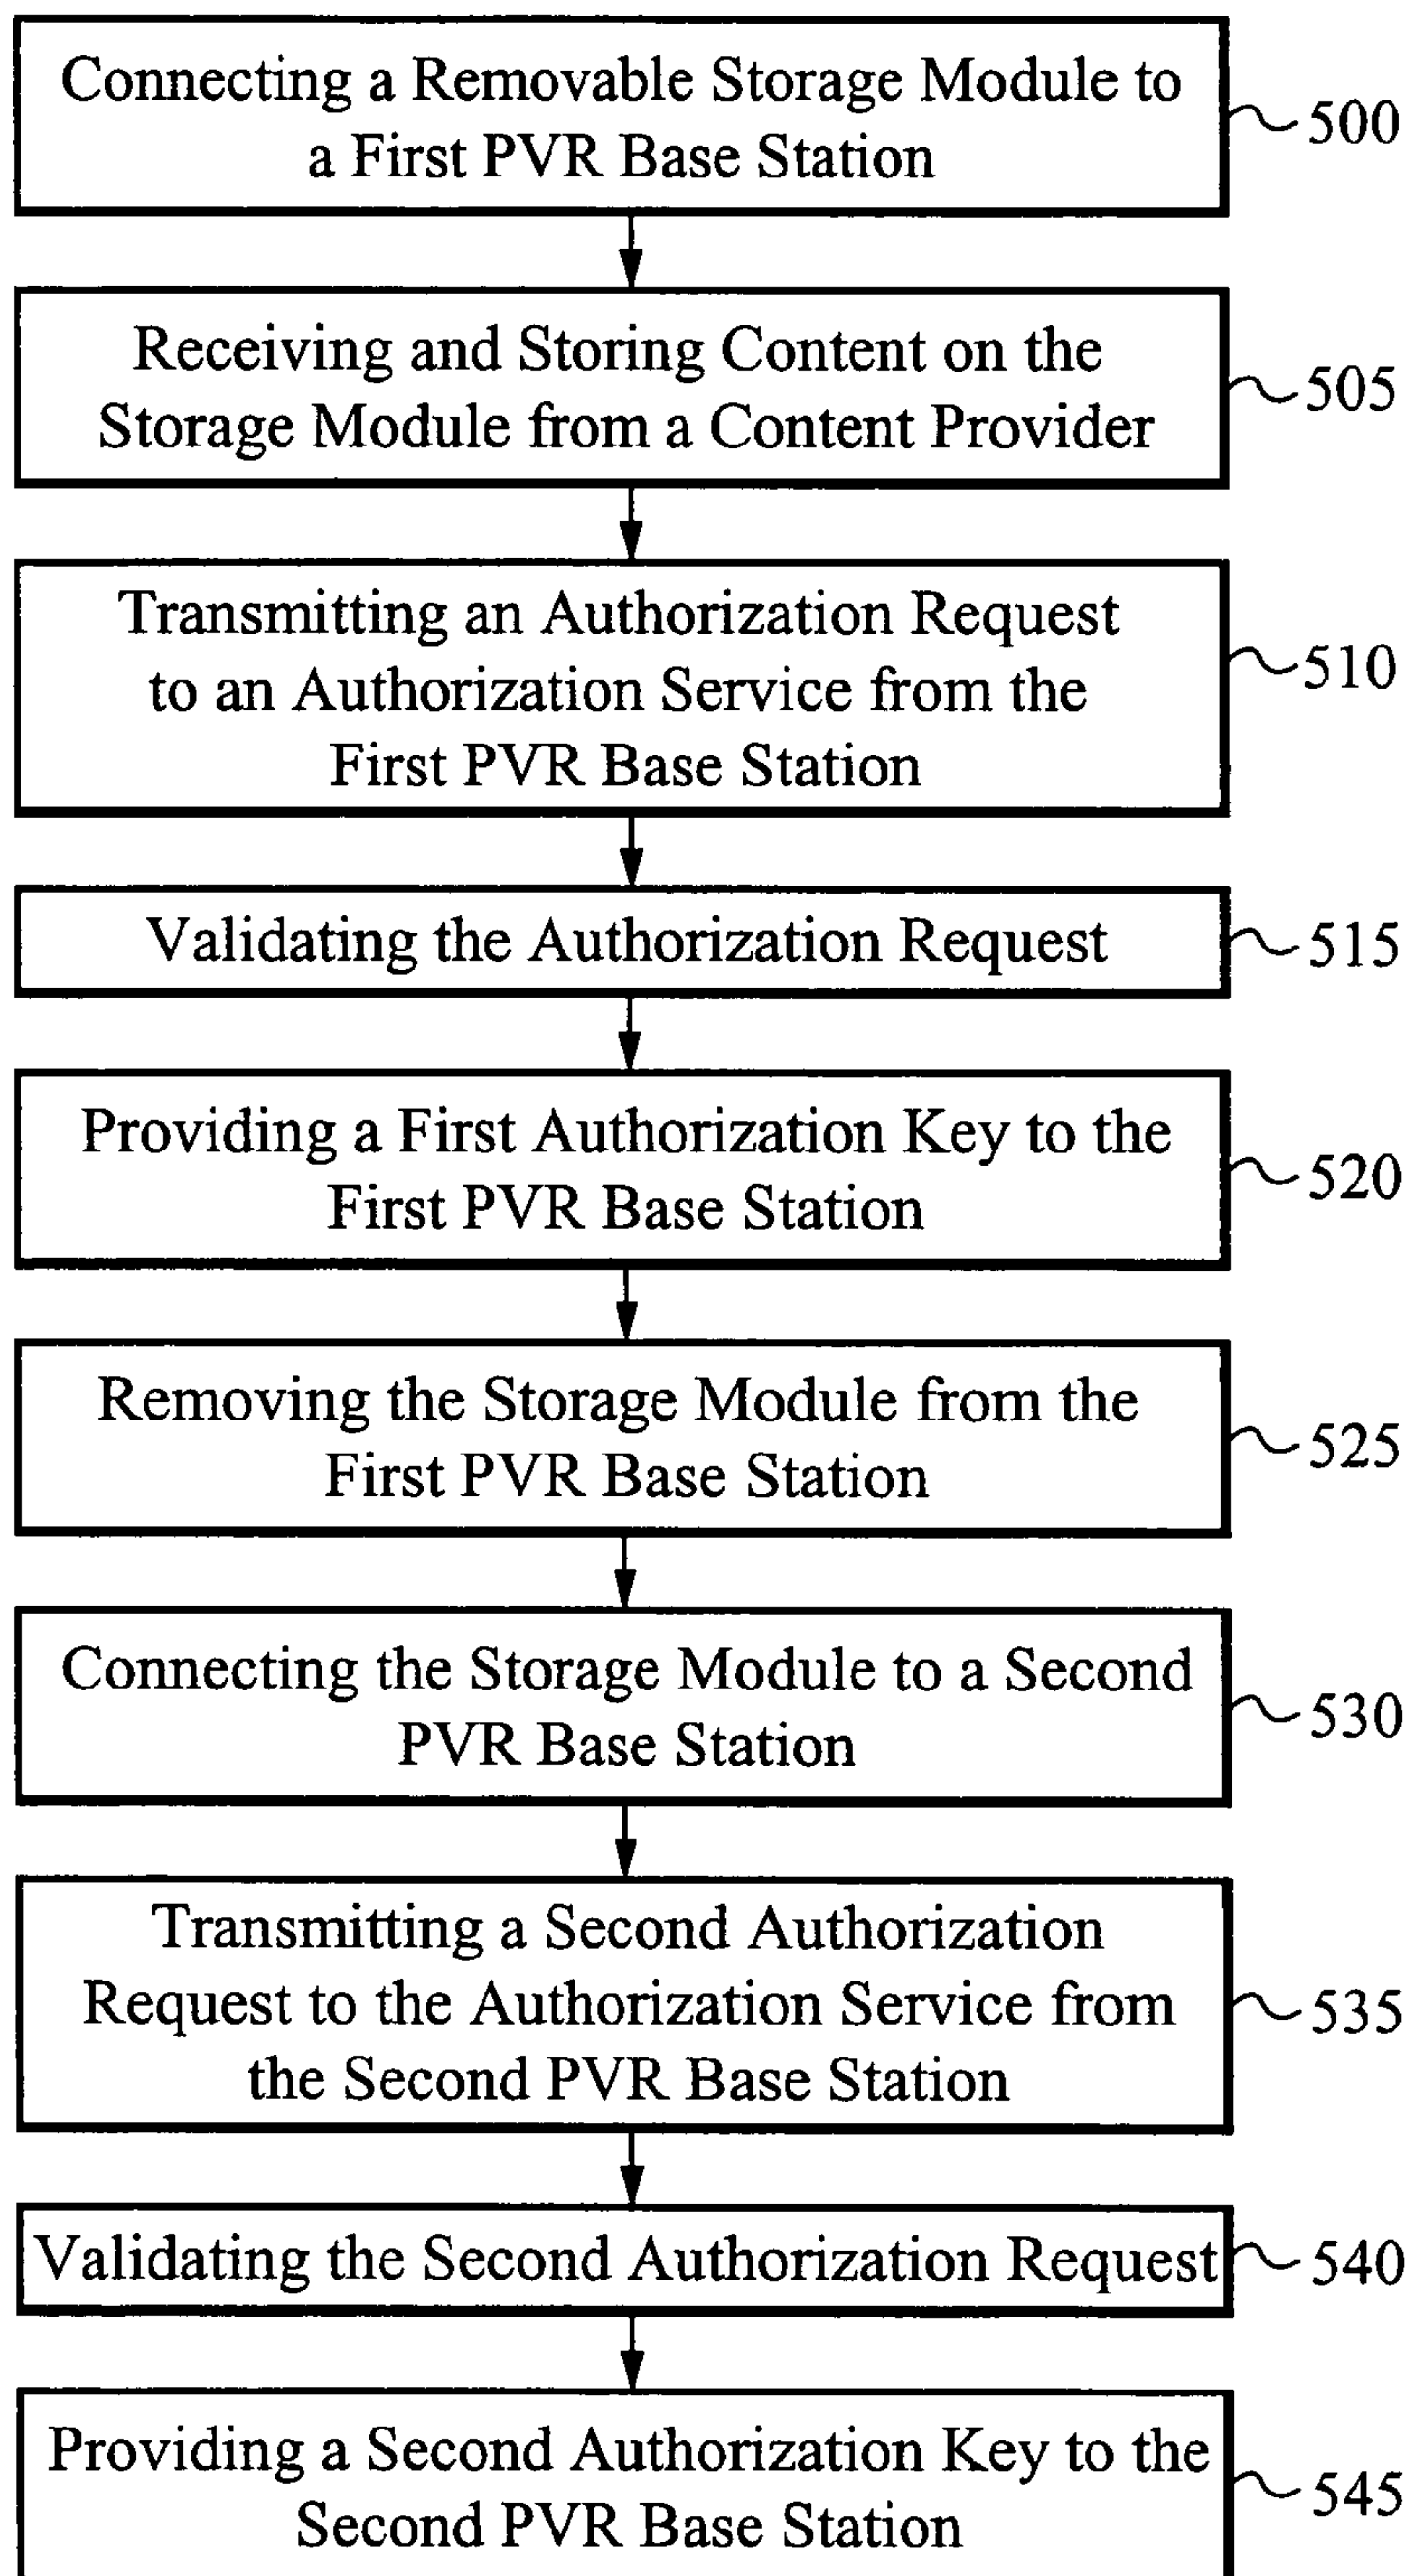 Connecting a Removable Storage Module to
a First PVR Base Station
500
Receiving and Storing Content on the
Storage Module from a Content Provider
505
Transmitting an Authorization Request
to an Authorization Service from the
First PVR Base Station
510
Validating the Authorization Request
515
Providing a First Authorization Key to the
First PVR Base Station
520
Removing the Storage Module from the
First PVR Base Station
525
Connecting the Storage Module to a Second
PVR Base Station
530
Transmitting a Second Authorization
Request to the Authorization Service from
the Second PVR Base Station
535
Validating the Second Authorization Request
540
Providing a Second Authorization Key to the
Second PVR Base Station
545